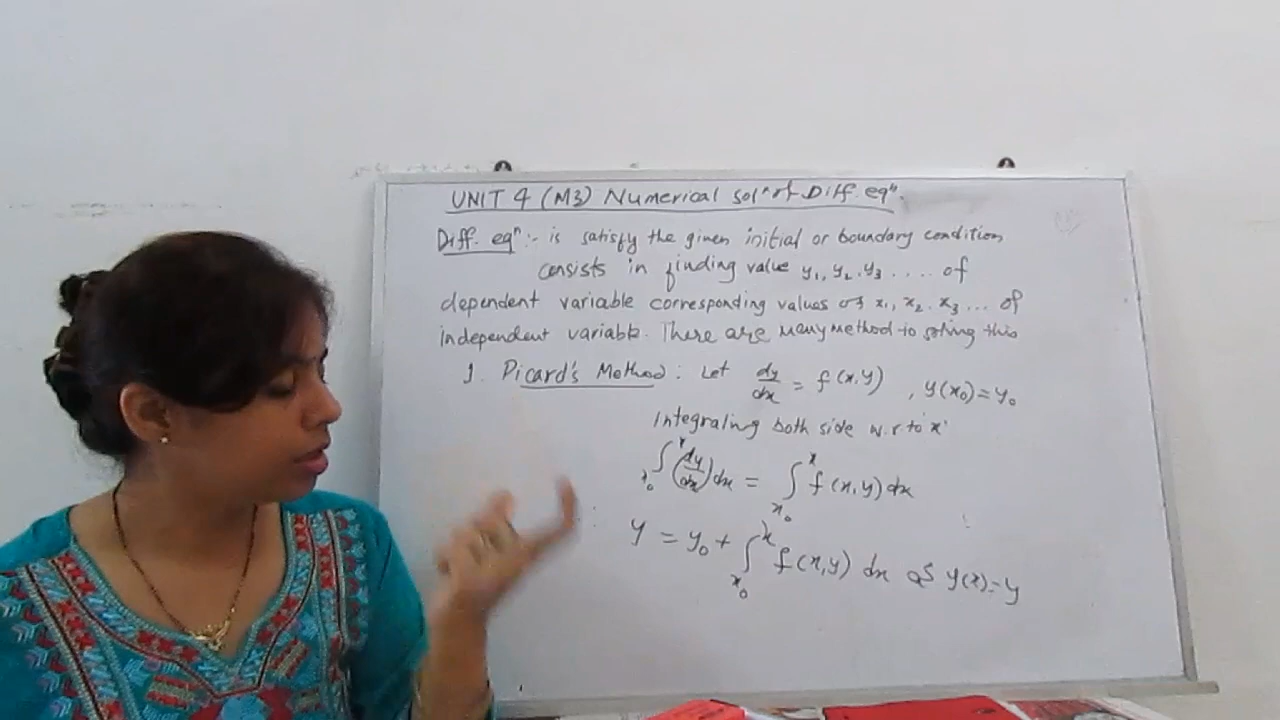 UNIT 4 (M3) Numerical solⁿ of Diff. eqⁿ.
Diff. eqⁿ :- is satisfy the given initial or boundary condition
consists in finding value y₁, y₂, y₃ ..... of
dependent variable corresponding values of x₁, x₂, x₃ ... of
independent variable. There are many method to solving this
1. Picard's Method : Let dy/dx = f(x,y) , y(x₀)=y₀
Integraling both side w.r to 'x'
∫ₓ₀ˣ (dy/dx) dx = ∫ₓ₀ˣ f(x,y) dx
y = y₀ + ∫ₓ₀ˣ f(x,y) dx as y(x)=y